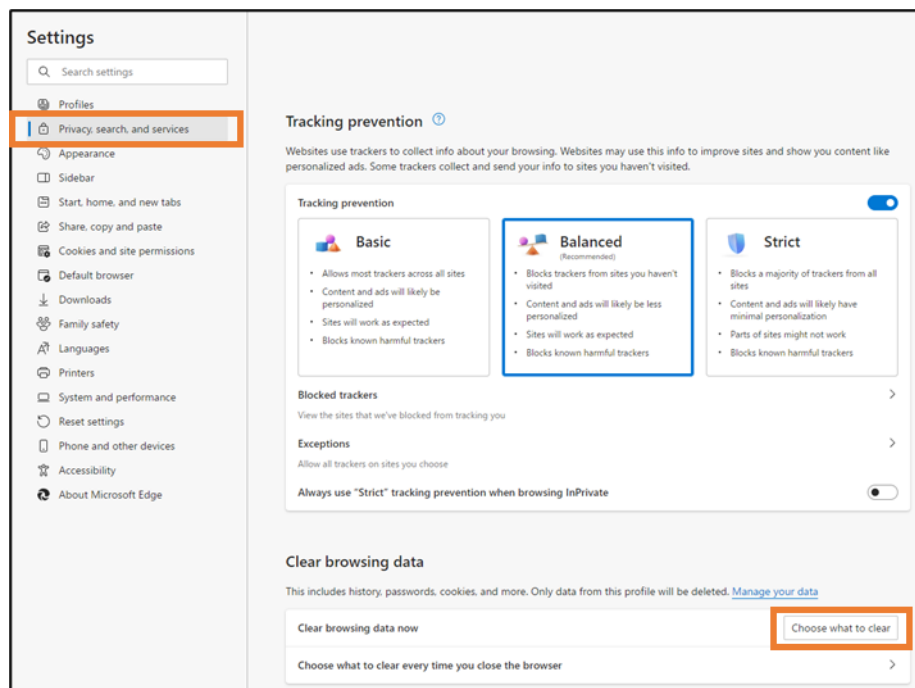 Settings
Search settings
Profiles
Privacy, search, and services
Appearance
Sidebar
Start, home, and new tabs
Share, copy and paste
Cookies and site permissions
Default browser
Downloads
Family safety
Languages
Printers
System and performance
Reset settings
Phone and other devices
Accessibility
About Microsoft Edge
Tracking prevention
Websites use trackers to collect info about your browsing. Websites may use this info to improve sites and show you content like
personalized ads. Some trackers collect and send your info to sites you haven't visited.
Tracking prevention
Basic
• Allows most trackers across all sites
• Content and ads will likely be
personalized
• Sites will work as expected
• Blocks known harmful trackers
Balanced
(Recommended)
• Blocks trackers from sites you haven't
visited
• Content and ads will likely be less
personalized
• Sites will work as expected
• Blocks known harmful trackers
Strict
• Blocks a majority of trackers from all
sites
• Content and ads will likely have
minimal personalization
• Parts of sites might not work
• Blocks known harmful trackers
Blocked trackers
View the sites that we've blocked from tracking you
Exceptions
Allow all trackers on sites you choose
Always use "Strict" tracking prevention when browsing InPrivate
Clear browsing data
This includes history, passwords, cookies, and more. Only data from this profile will be deleted. Manage your data
Clear browsing data now
Choose what to clear
Choose what to clear every time you close the browser